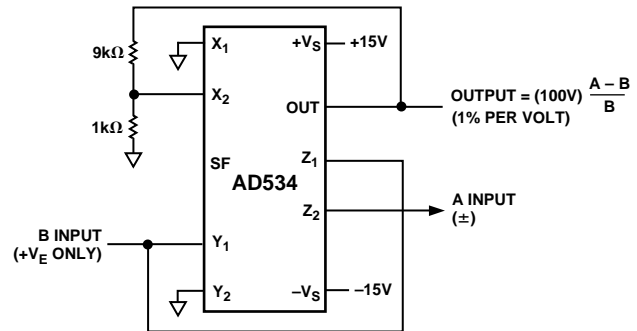 9kΩ
1kΩ
X1
X2
SF
Y1
Y2
AD534
+VS
OUT
Z1
Z2
–VS
+15V
OUTPUT = (100V) A – B / B
(1% PER VOLT)
A INPUT
(±)
–15V
B INPUT
(+VE ONLY)